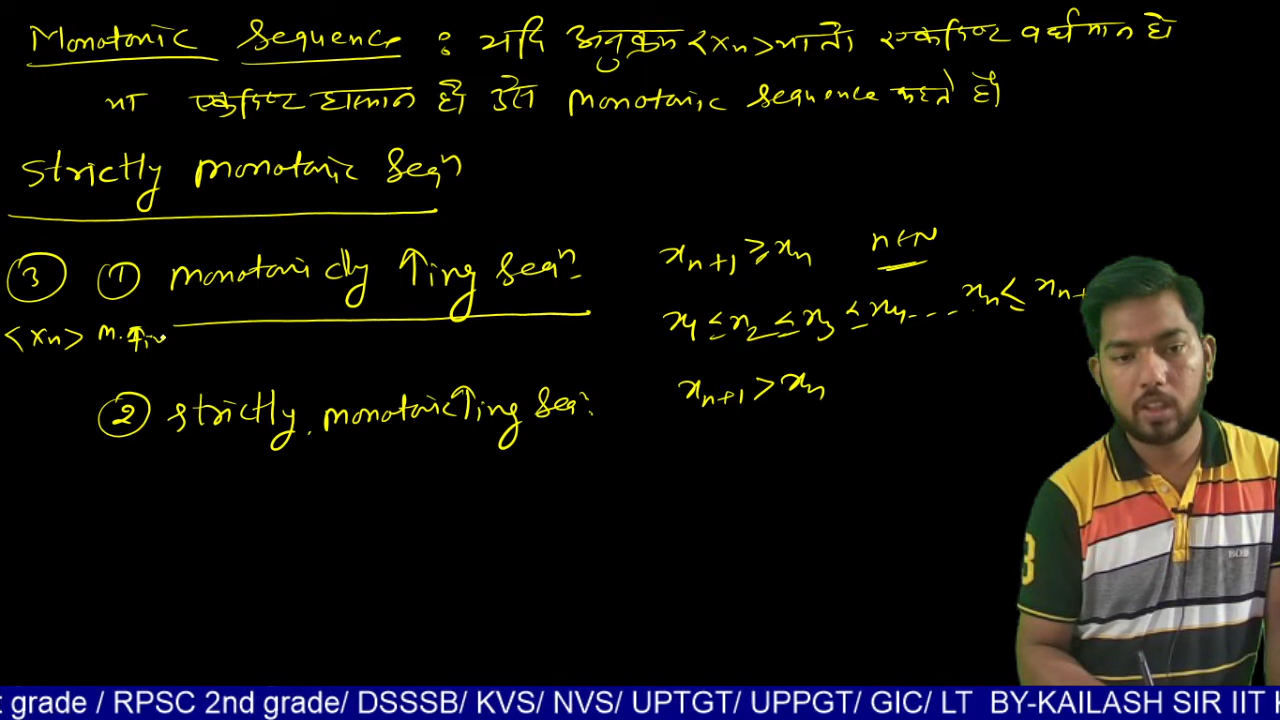 Monotonic Sequence : यदि अनुक्रम <xn> या तो एकदिष्ट वर्धमान हो
या एकदिष्ट ह्रासमान हो उसे monotonic sequence कहते है
Strictly monotonic Seqn
③ ① monotonically ↑ing Seqn xn+1 ≥ xn n∈N
<xn> m.↑ing x1 ≤ x2 ≤ x3 ≤ x4 .... xn ≤ xn+
② strictly monotonic ↑ing Seqn xn+1 > xn
t grade / RPSC 2nd grade/ DSSSB/ KVS/ NVS/ UPTGT/ UPPGT/ GIC/ LT BY-KAILASH SIR IIT